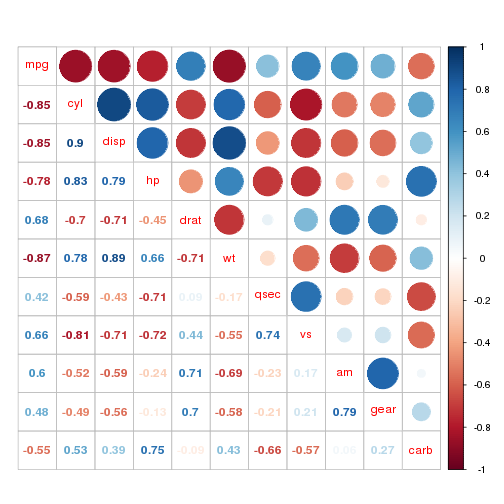 mpg
-0.85 cyl
-0.85 0.9 disp
-0.78 0.83 0.79 hp
0.68 -0.7 -0.71 -0.45 drat
-0.87 0.78 0.89 0.66 -0.71 wt
0.42 -0.59 -0.43 -0.71 0.09 -0.17 qsec
0.66 -0.81 -0.71 -0.72 0.44 -0.55 0.74 vs
0.6 -0.52 -0.59 -0.24 0.71 -0.69 -0.23 0.17 am
0.48 -0.49 -0.56 -0.13 0.7 -0.58 -0.21 0.21 0.79 gear
-0.55 0.53 0.39 0.75 -0.09 0.43 -0.66 -0.57 0.06 0.27 carb
1
0.8
0.6
0.4
0.2
0
-0.2
-0.4
-0.6
-0.8
-1